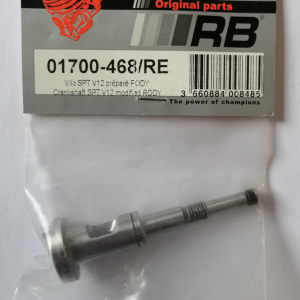 Original parts
RB
01700-468/RE
Vilo SPT V12 préparé RODY
Crankshaft SPT V12 modified RODY
3 660884 008485
The power of champions